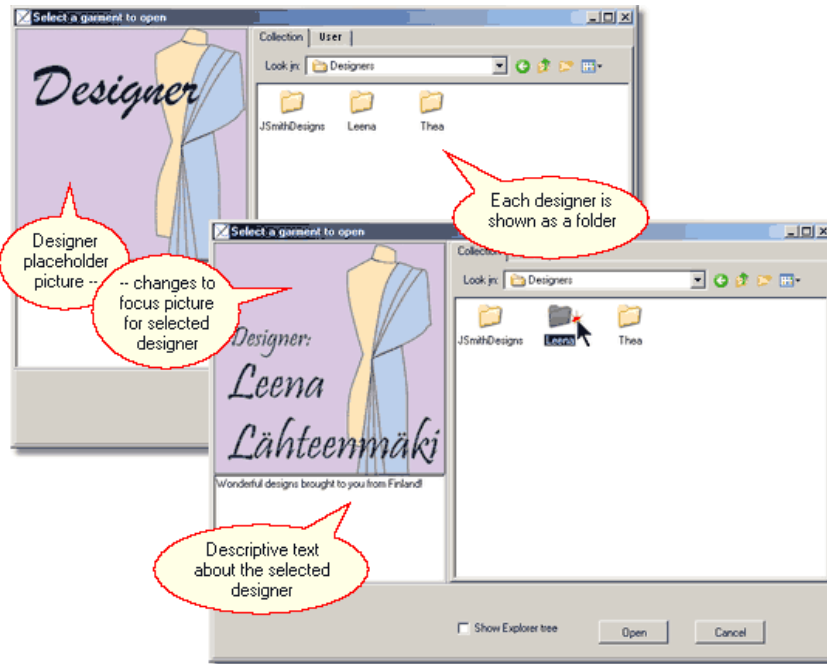 Select a garment to open
Collection
User
Look in:
Designers
Designer
JSmithDesigns
Leena
Thea
Each designer is
shown as a folder
Designer
placeholder
picture --
-- changes to
focus picture
for selected
designer
Select a garment to open
Collection
Look in:
Designers
JSmithDesigns
Leena
Thea
Designer:
Leena
Lähteenmäki
Wonderful designs brought to you from Finland!
Descriptive text
about the selected
designer
Show Explorer tree
Open
Cancel